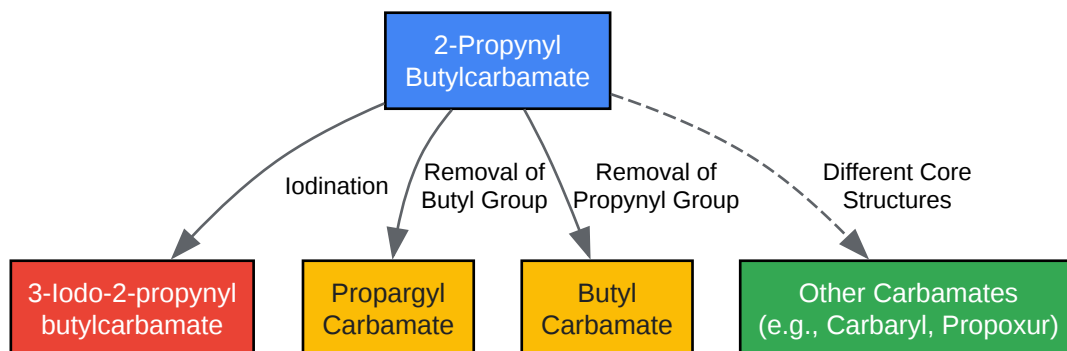 2-Propynyl
Butylcarbamate
Iodination
Removal of
Butyl Group
Removal of
Propynyl Group
Different Core
Structures
3-Iodo-2-propynyl
butylcarbamate
Propargyl
Carbamate
Butyl
Carbamate
Other Carbamates
(e.g., Carbaryl, Propoxur)